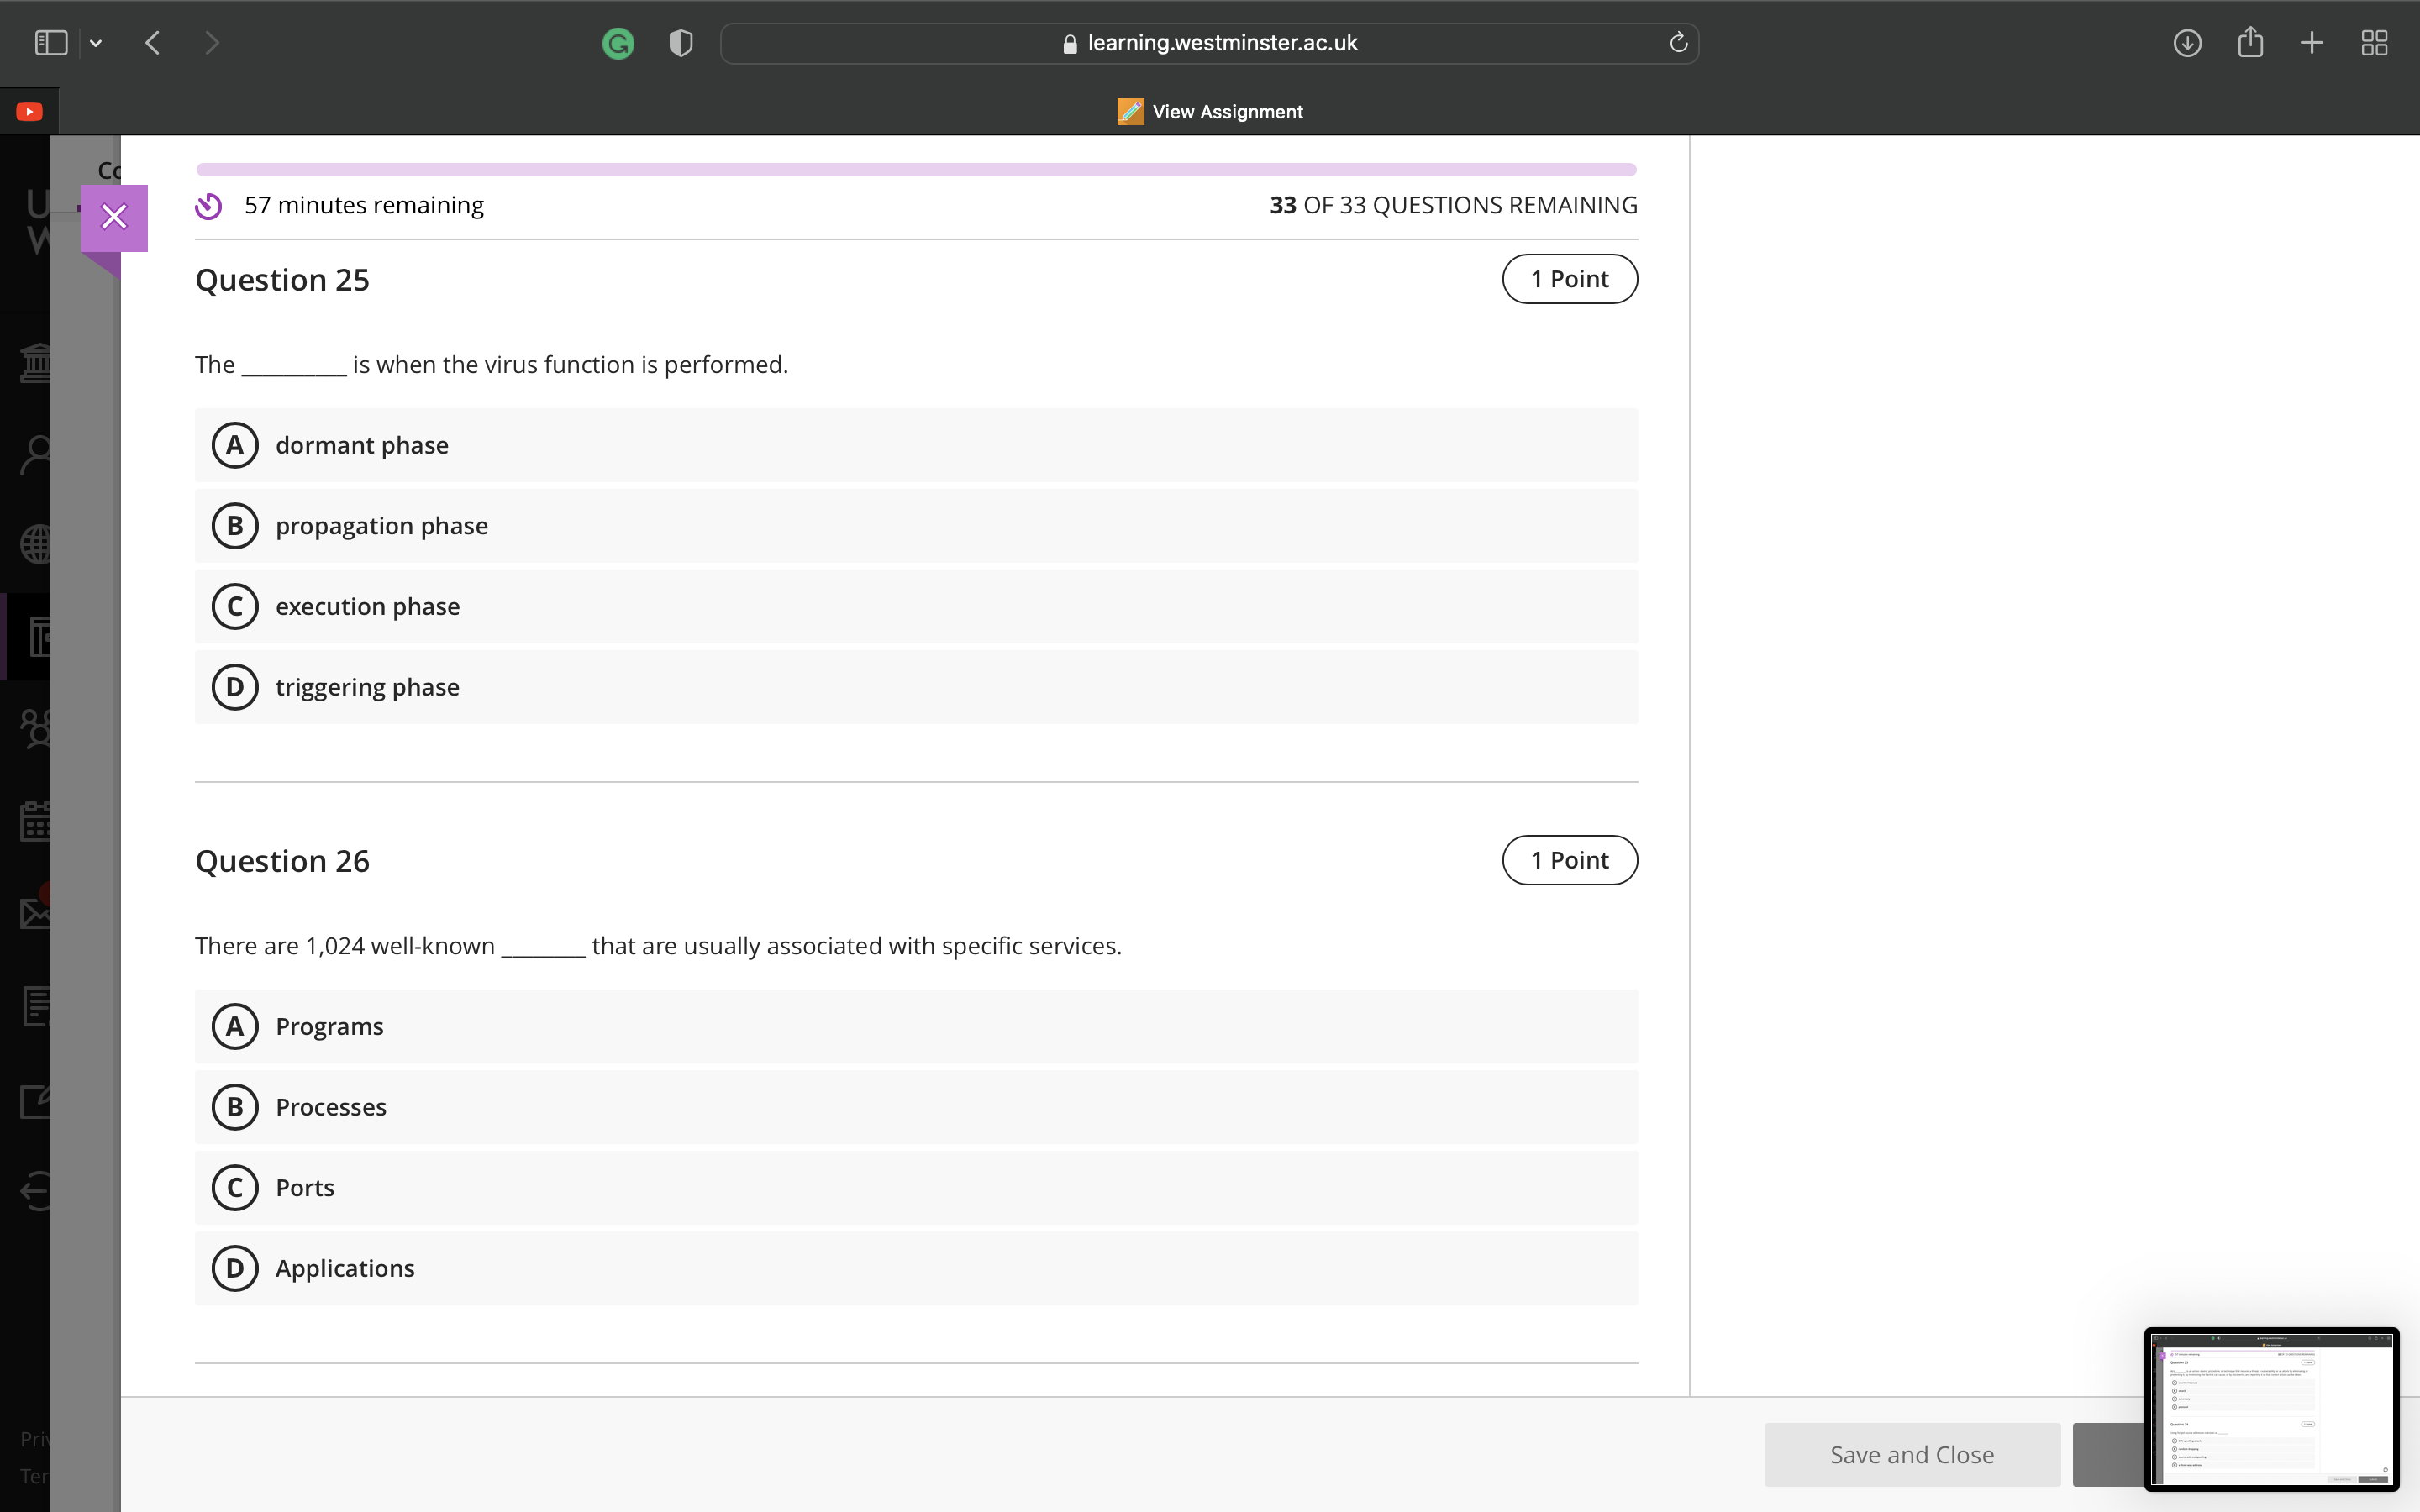 learning.westminster.ac.uk
View Assignment
57 minutes remaining
33 OF 33 QUESTIONS REMAINING
Question 25
1 Point
The _________ is when the virus function is performed.
A dormant phase
B propagation phase
C execution phase
D triggering phase
Question 26
1 Point
There are 1,024 well-known _______ that are usually associated with specific services.
A Programs
B Processes
C Ports
D Applications
Save and Close